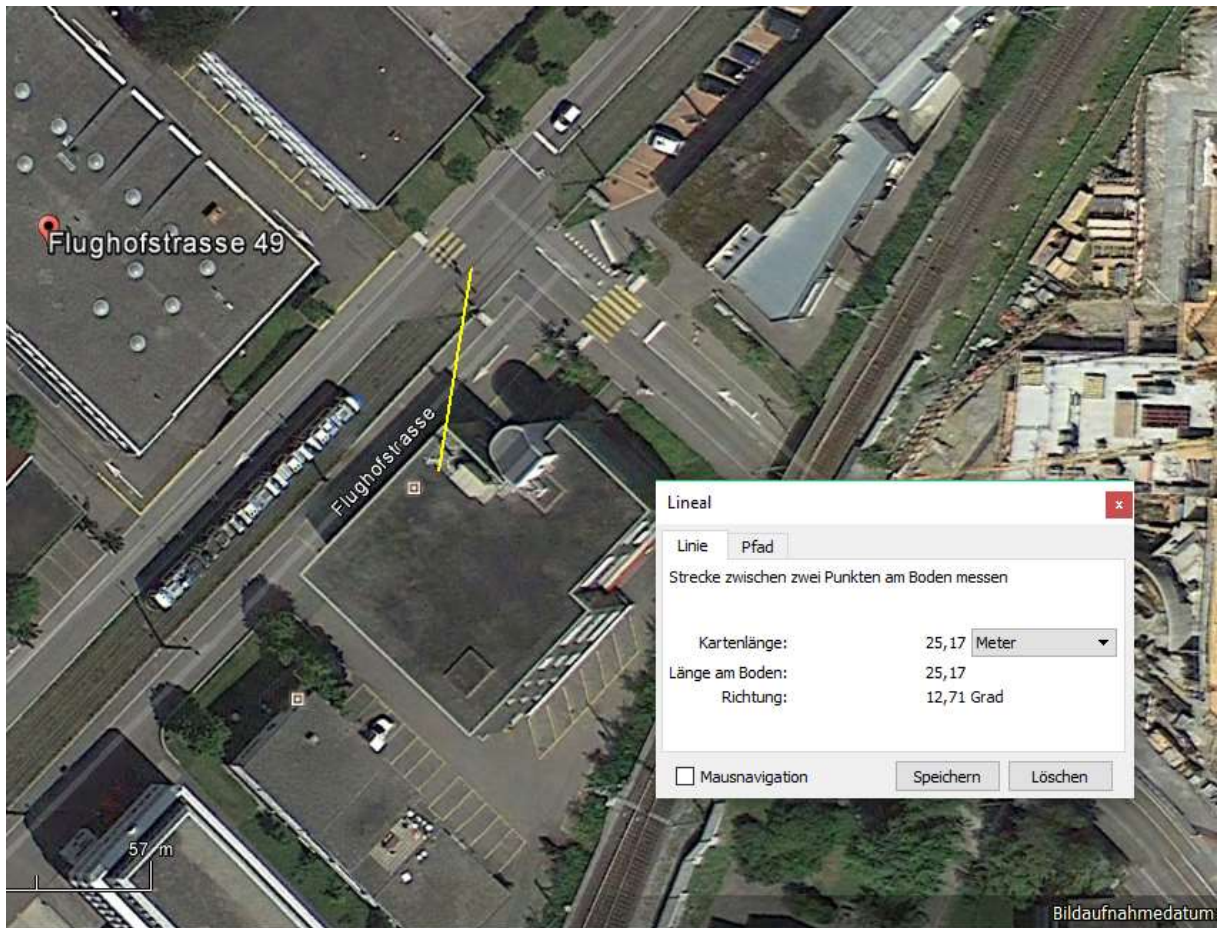 Flughofstrasse 49
Flughofstrasse
Lineal
x
Linie
Pfad
Strecke zwischen zwei Punkten am Boden messen
Kartenlänge: 25,17 Meter
Länge am Boden: 25,17
Richtung: 12,71 Grad
Mausnavigation
Speichern
Löschen
57 m
Bildaufnahmedatum